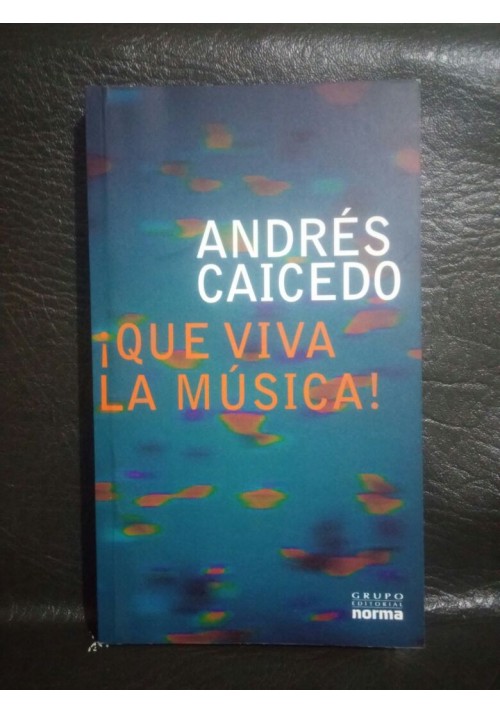 ANDRÉS
CAICEDO
¡QUE VIVA
LA MÚSICA!
GRUPO
EDITORIAL
norma